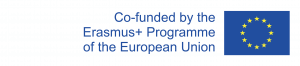 Co-funded by the
Erasmus+ Programme
of the European Union